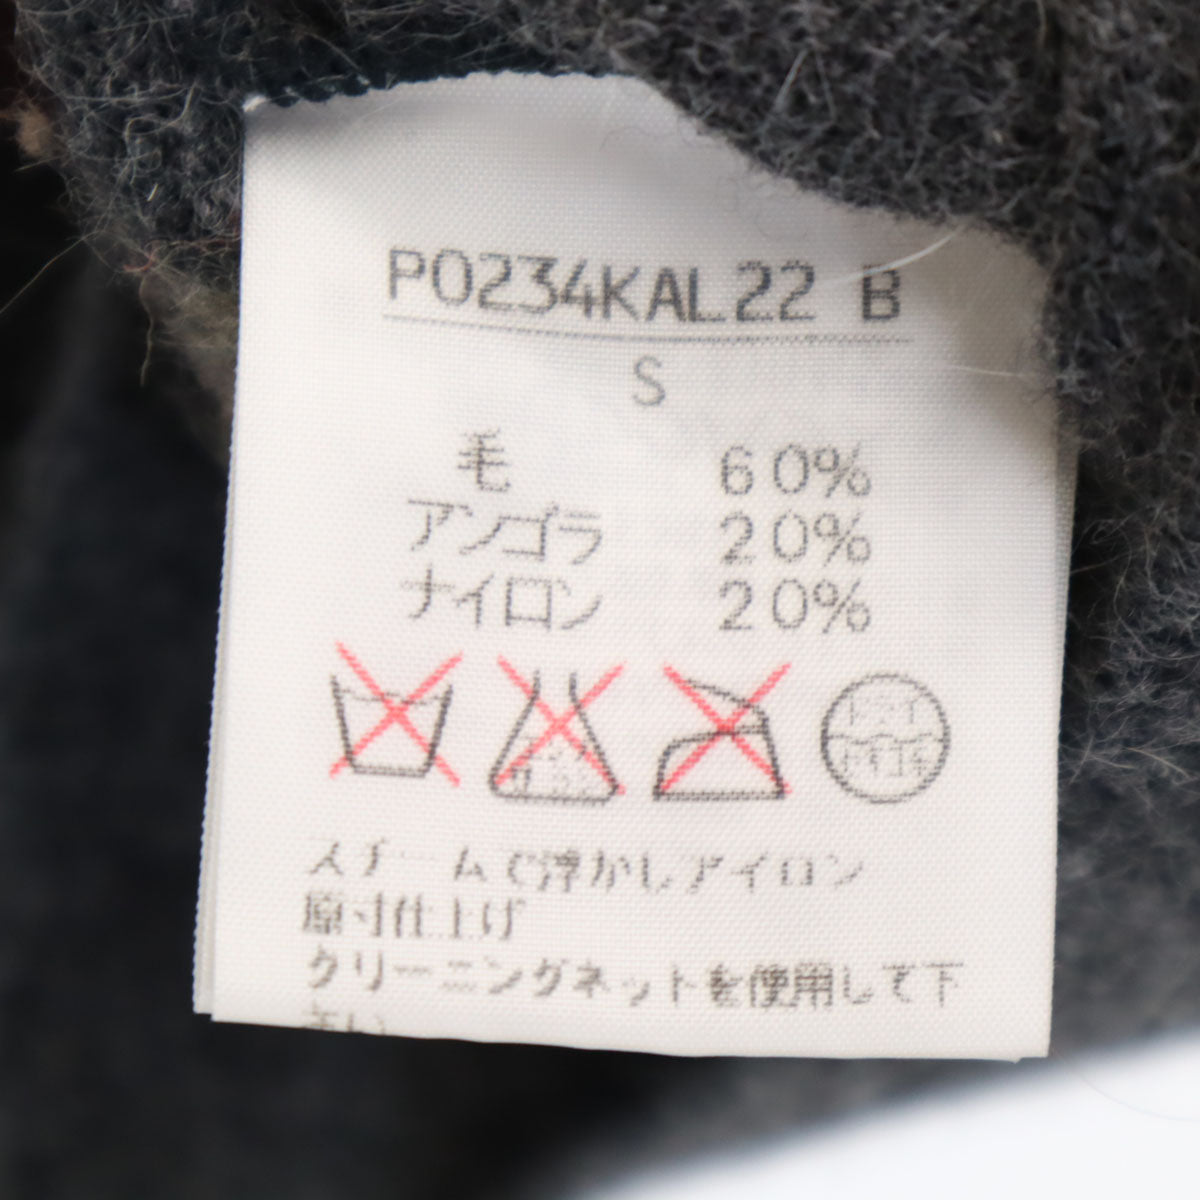 P0234KAL22 B
S
毛 60%
アンゴラ 20%
ナイロン 20%
スチームで浮かしアイロン
原寸仕上げ
クリーニングネットを使用して下
さい